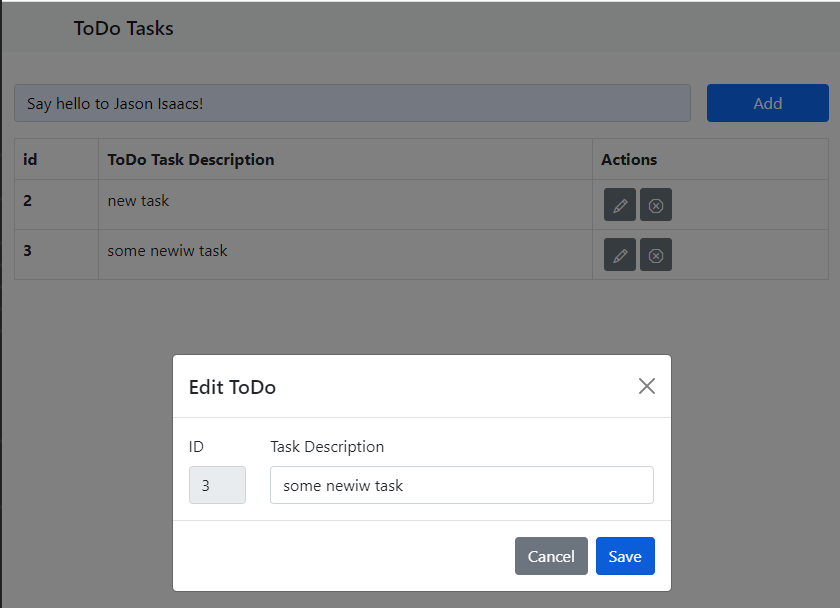 ToDo Tasks
Say hello to Jason Isaacs! Add
id ToDo Task Description Actions
2 new task
3 some newiw task
Edit ToDo
ID Task Description
3 some newiw task
Cancel Save